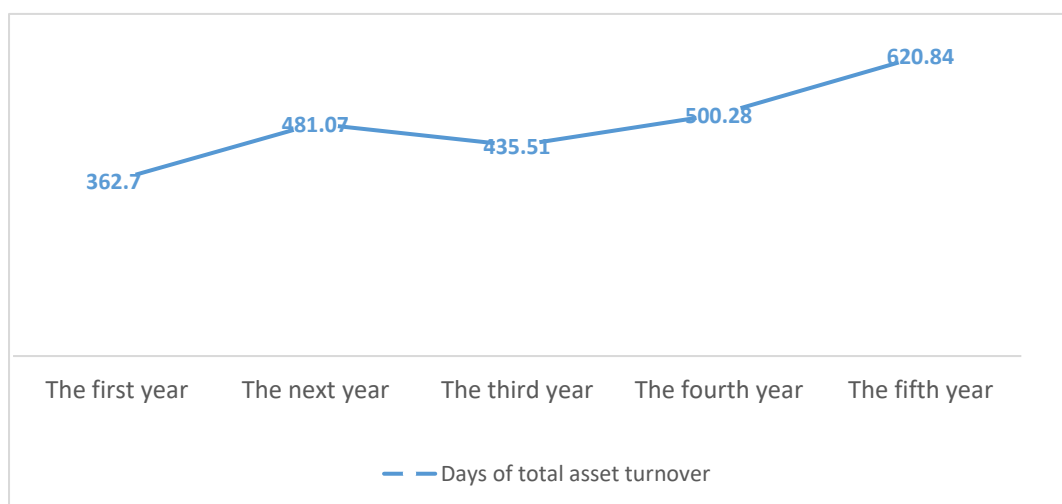 620.84
500.28
481.07
435.51
362.7
The first year The next year The third year The fourth year The fifth year
Days of total asset turnover